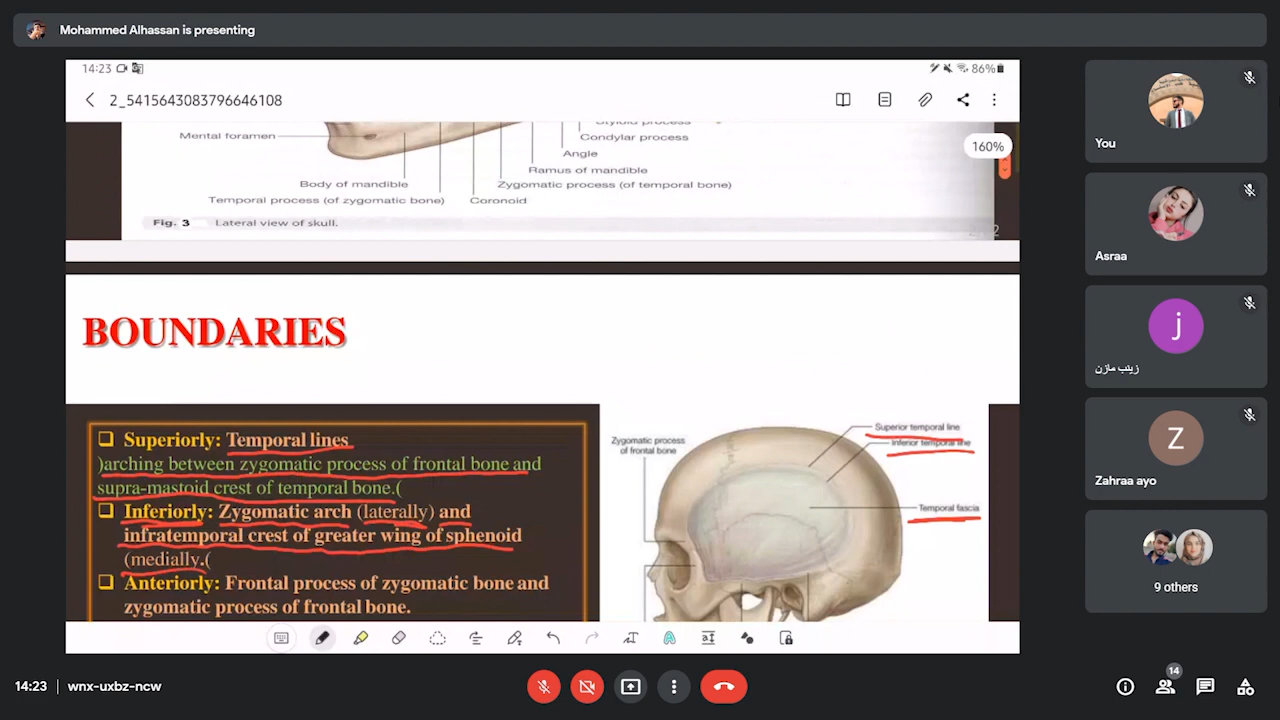 Mohammed Alhassan is presenting
14:23
86%
2_5415643083796646108
Styloid process
Mental foramen
Condylar process
160%
Angle
Ramus of mandible
Body of mandible
Zygomatic process (of temporal bone)
Temporal process (of zygomatic bone)
Coronoid
Fig. 3 Lateral view of skull.
2
BOUNDARIES
Superiorly: Temporal lines
)arching between zygomatic process of frontal bone and
supra-mastoid crest of temporal bone.(
Inferiorly: Zygomatic arch (laterally) and
infratemporal crest of greater wing of sphenoid
(medially.(
Anteriorly: Frontal process of zygomatic bone and
zygomatic process of frontal bone.
Zygomatic process
of frontal bone
Superior temporal line
Inferior temporal line
Temporal fascia
You
Asraa
j
زينب مازن
Z
Zahraa ayo
9 others
14:23 | wnx-uxbz-ncw
14